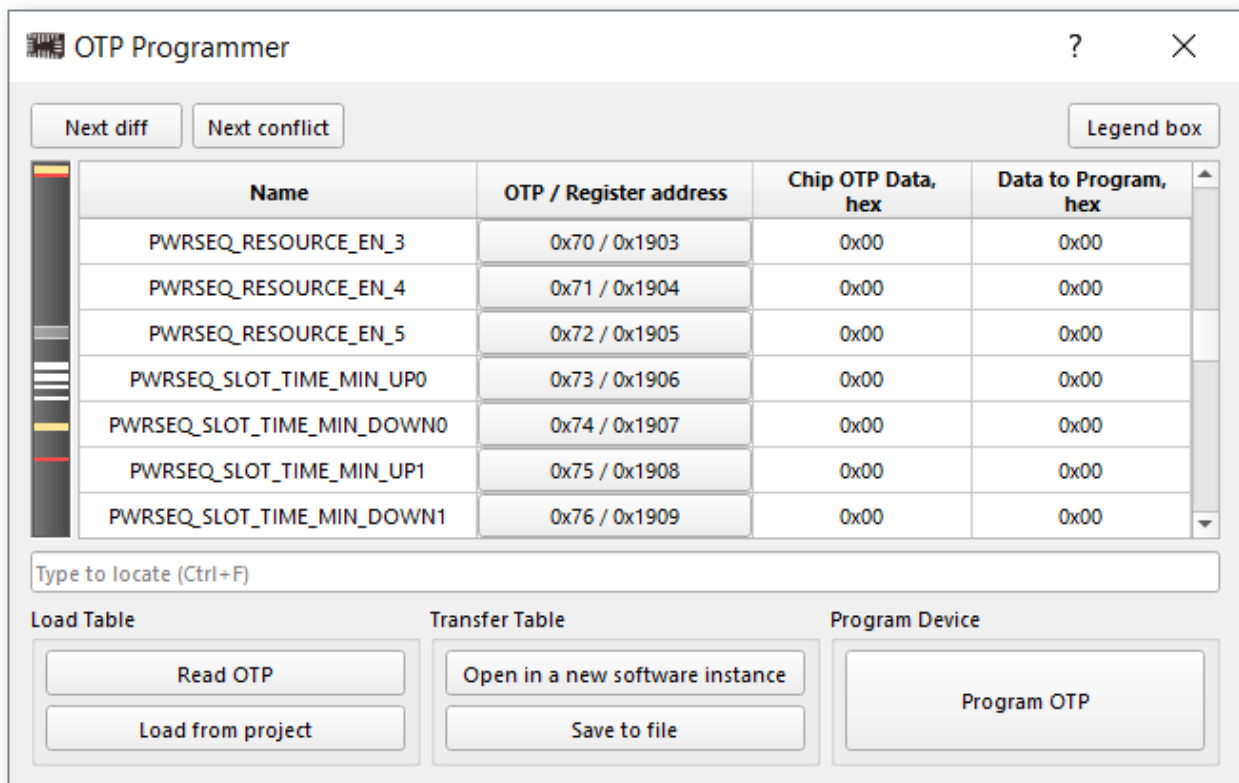 OTP Programmer ?
Next diff Next conflict Legend box
Name OTP / Register address Chip OTP Data, hex Data to Program, hex
PWRSEQ_RESOURCE_EN_3 0x70 / 0x1903 0x00 0x00
PWRSEQ_RESOURCE_EN_4 0x71 / 0x1904 0x00 0x00
PWRSEQ_RESOURCE_EN_5 0x72 / 0x1905 0x00 0x00
PWRSEQ_SLOT_TIME_MIN_UP0 0x73 / 0x1906 0x00 0x00
PWRSEQ_SLOT_TIME_MIN_DOWN0 0x74 / 0x1907 0x00 0x00
PWRSEQ_SLOT_TIME_MIN_UP1 0x75 / 0x1908 0x00 0x00
PWRSEQ_SLOT_TIME_MIN_DOWN1 0x76 / 0x1909 0x00 0x00
Type to locate (Ctrl+F)
Load Table Transfer Table Program Device
Read OTP Open in a new software instance Program OTP
Load from project Save to file